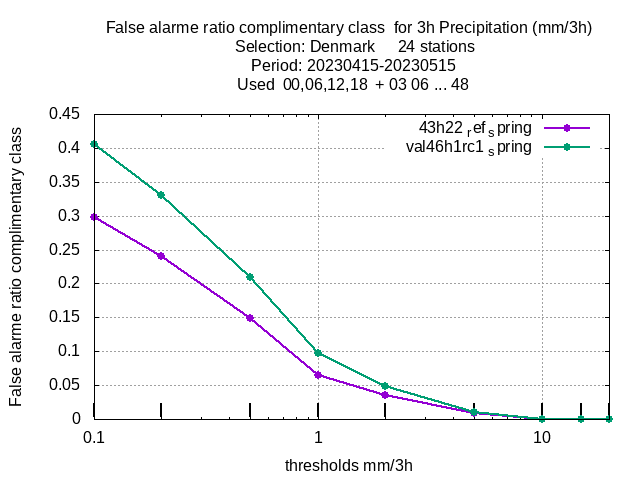 False alarme ratio complimentary class  for 3h Precipitation (mm/3h)
Selection: Denmark     24 stations
Period: 20230415-20230515
Used  00,06,12,18  + 03 06 ... 48
False alarme ratio complimentary class
0.45
0.4
0.35
0.3
0.25
0.2
0.15
0.1
0.05
0
43h22 ref spring
val46h1rc1 spring
0.1
1
10
thresholds mm/3h